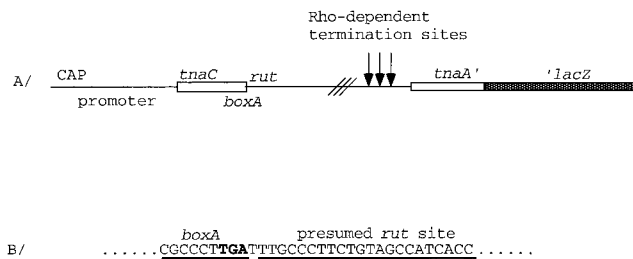 Rho-dependent
termination sites
A/ CAP tnaC rut tnaA' 'lacZ
promoter boxA
boxA presumed rut site
B/ ......CGCCCTTGATTTGCCCTTCTGTAGCCATCACC......